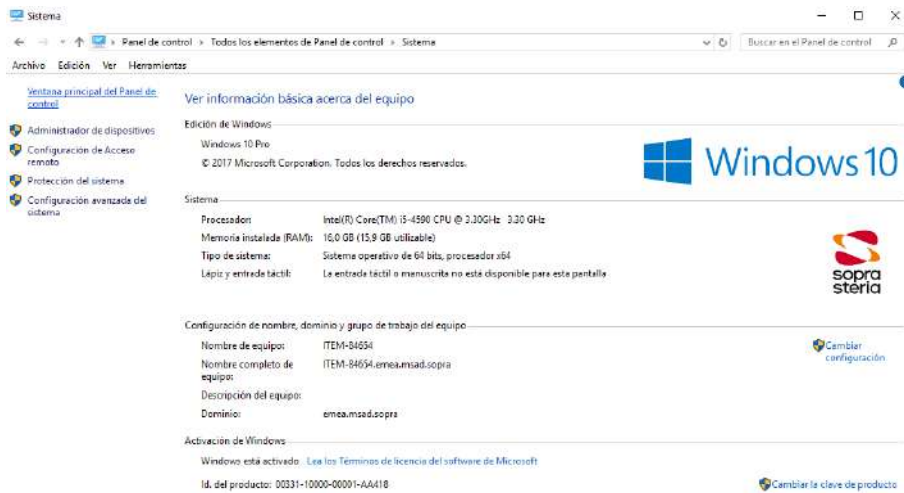 Sistema
Panel de control > Todos los elementos de Panel de control > Sistema
Buscar en el Panel de control
Archivo Edición Ver Herramientas
Ventana principal del Panel de
control
Administrador de dispositivos
Configuración de Acceso
remoto
Protección del sistema
Configuración avanzada del
sistema
Ver información básica acerca del equipo
Edición de Windows
Windows 10 Pro
© 2017 Microsoft Corporation. Todos los derechos reservados.
Windows 10
Sistema
Procesador: Intel(R) Core(TM) i5-4590 CPU @ 3.30GHz 3.30 GHz
Memoria instalada (RAM): 16,0 GB (15,9 GB utilizable)
Tipo de sistema: Sistema operativo de 64 bits, procesador x64
Lápiz y entrada táctil: La entrada táctil o manuscrita no está disponible para esta pantalla
sopra
steria
Configuración de nombre, dominio y grupo de trabajo del equipo
Nombre de equipo: ITEM-84654
Nombre completo de
equipo: ITEM-84654.emea.msad.sopra
Descripción del equipo:
Dominio: emea.msad.sopra
Cambiar
configuración
Activación de Windows
Windows está activado Lea los Términos de licencia del software de Microsoft
Id. del producto: 00331-10000-00001-AA418
Cambiar la clave de producto